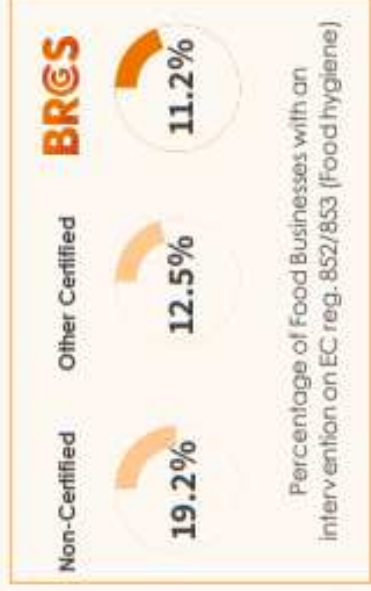 Non-Certified
Other Certified
BRCGS
19.2%
12.5%
11.2%
Percentage of Food Businesses with an
intervention on EC reg. 852/853 (Food hygiene)